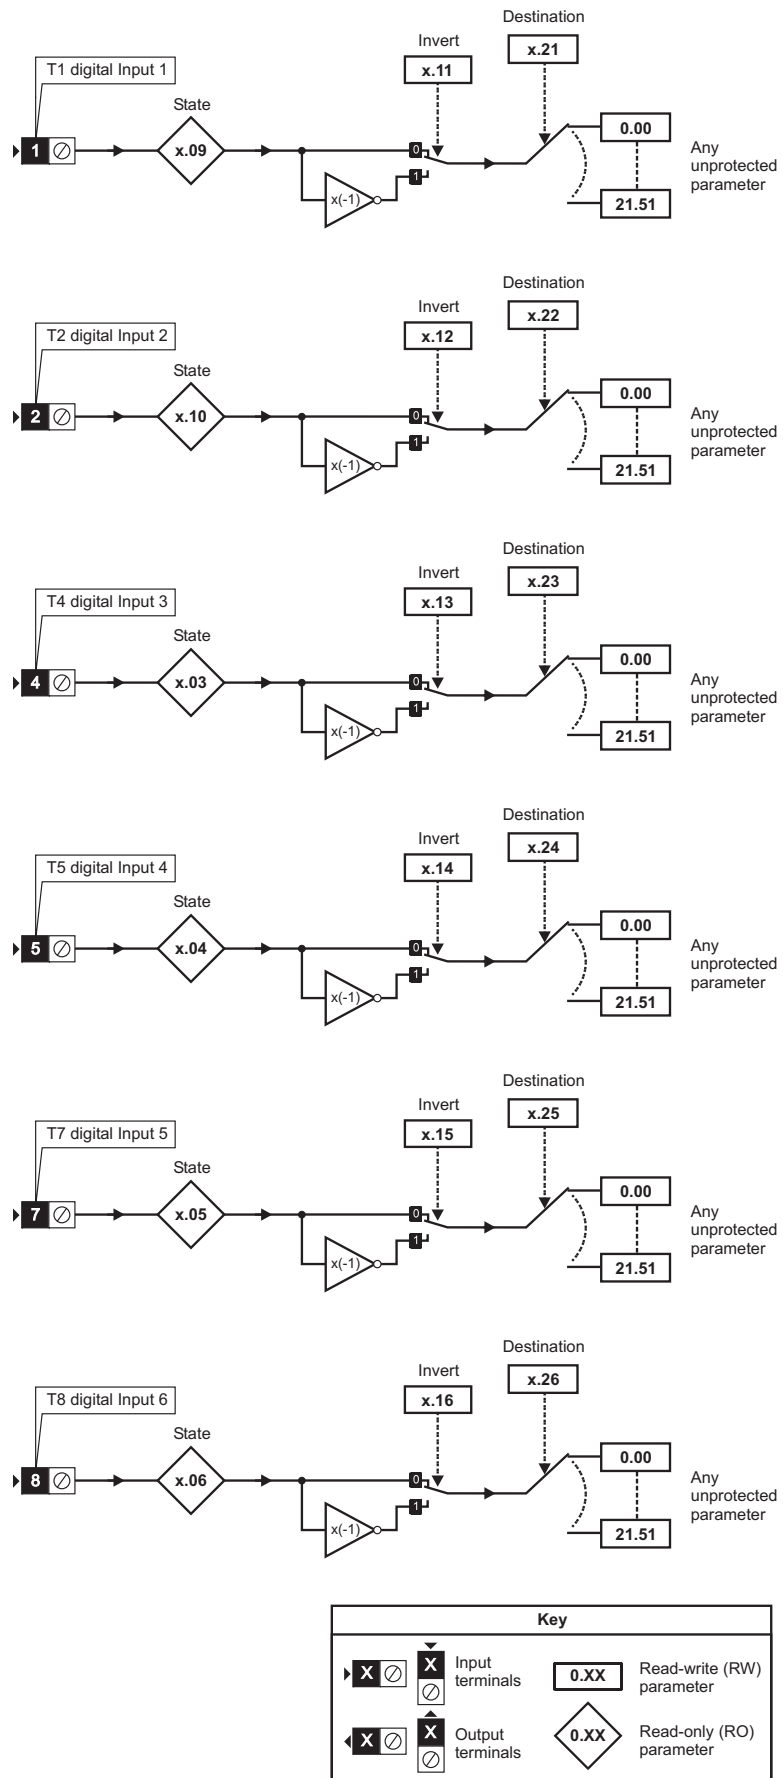 Destination
Invert
x.21
T1 digital Input 1
x.11
State
0.00
1
x.09
0
Any
unprotected
parameter
1
x(-1)
21.51
Destination
Invert
x.22
T2 digital Input 2
x.12
State
0.00
2
x.10
0
Any
unprotected
parameter
1
x(-1)
21.51
Destination
Invert
x.23
T4 digital Input 3
x.13
State
0.00
4
x.03
0
Any
unprotected
parameter
1
x(-1)
21.51
Destination
Invert
x.24
T5 digital Input 4
x.14
State
0.00
5
x.04
0
Any
unprotected
parameter
1
x(-1)
21.51
Destination
Invert
x.25
T7 digital Input 5
x.15
State
0.00
7
x.05
0
Any
unprotected
parameter
1
x(-1)
21.51
Destination
Invert
x.26
T8 digital Input 6
x.16
State
0.00
8
x.06
0
Any
unprotected
parameter
1
x(-1)
21.51
Key
X
X
Input
terminals
0.XX
Read-write (RW)
parameter
X
X
Output
terminals
0.XX
Read-only (RO)
parameter